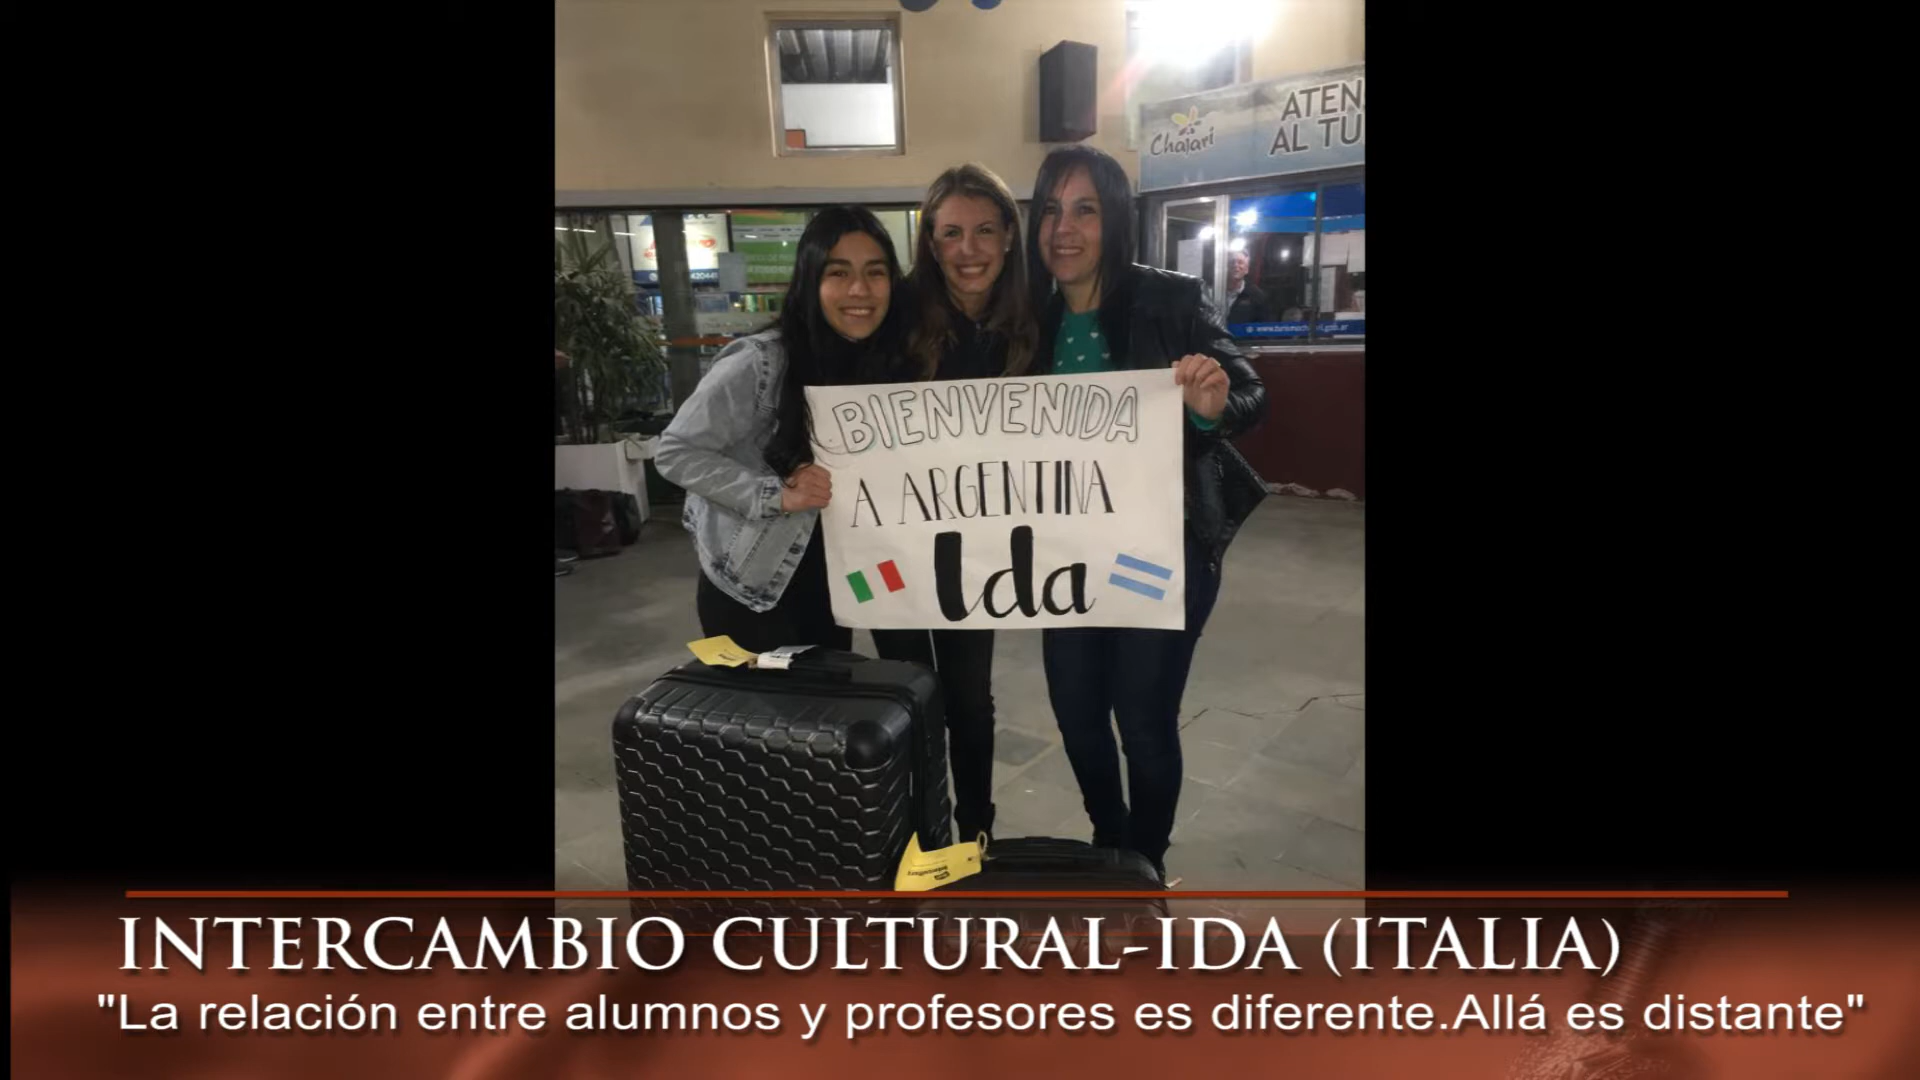 ATEN
AL TU
Chajarí
420441
BIENVENIDA
A ARGENTINA
Ida
INTERCAMBIO CULTURAL-IDA (ITALIA)
"La relación entre alumnos y profesores es diferente.Allá es distante"